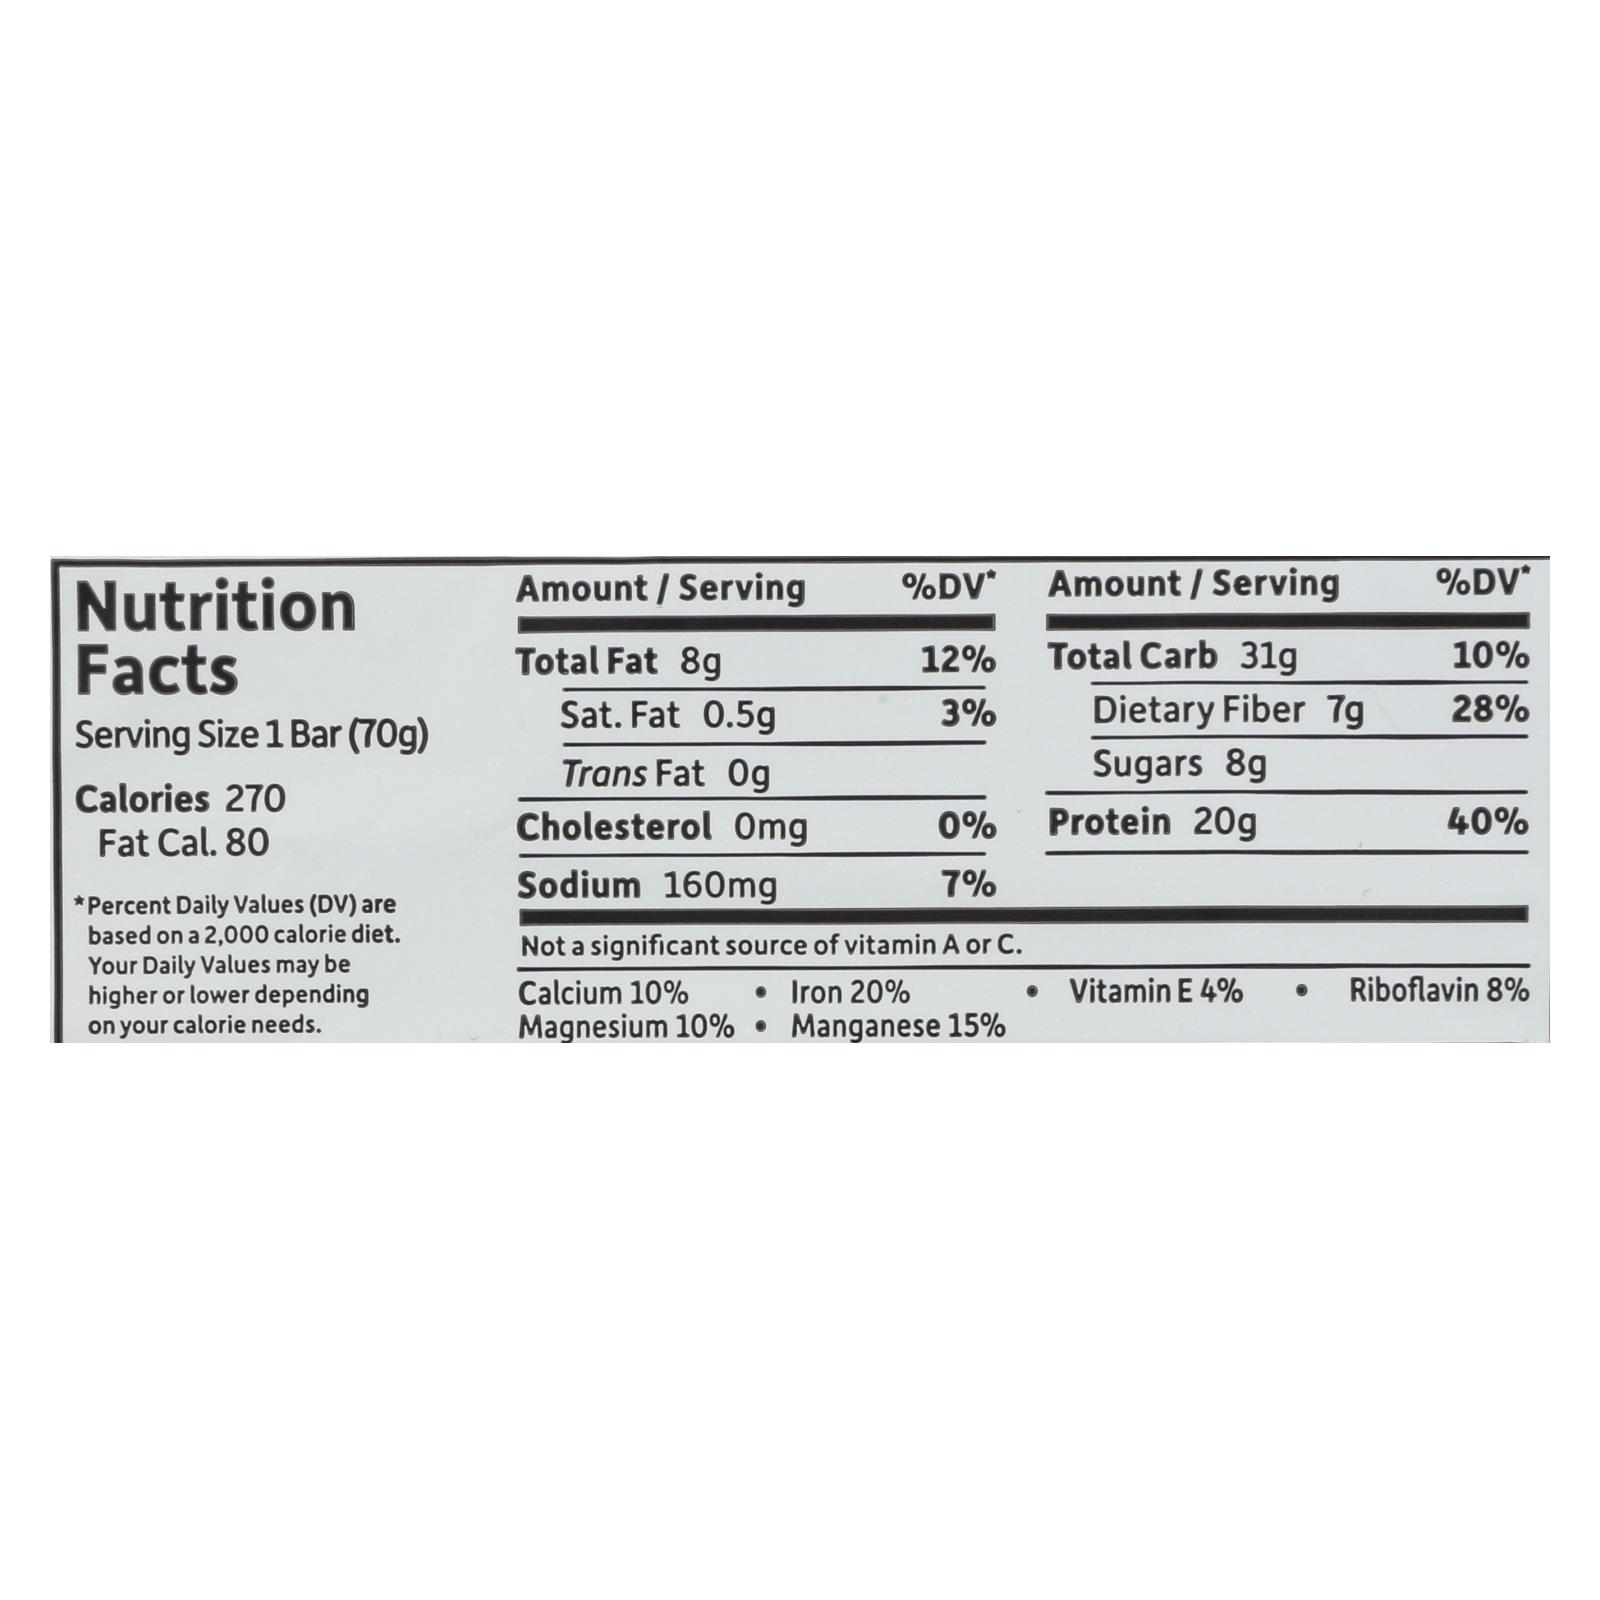 Nutrition
Facts
Serving Size 1 Bar (70g)
Calories 270
Fat Cal. 80
*Percent Daily Values (DV) are
based on a 2,000 calorie diet.
Your Daily Values may be
higher or lower depending
on your calorie needs.
Amount / Serving %DV*
Total Fat 8g 12%
Sat. Fat 0.5g 3%
Trans Fat 0g
Cholesterol 0mg 0%
Sodium 160mg 7%
Amount / Serving %DV*
Total Carb 31g 10%
Dietary Fiber 7g 28%
Sugars 8g
Protein 20g 40%
Not a significant source of vitamin A or C.
Calcium 10% • Iron 20% • Vitamin E 4% • Riboflavin 8%
Magnesium 10% • Manganese 15%